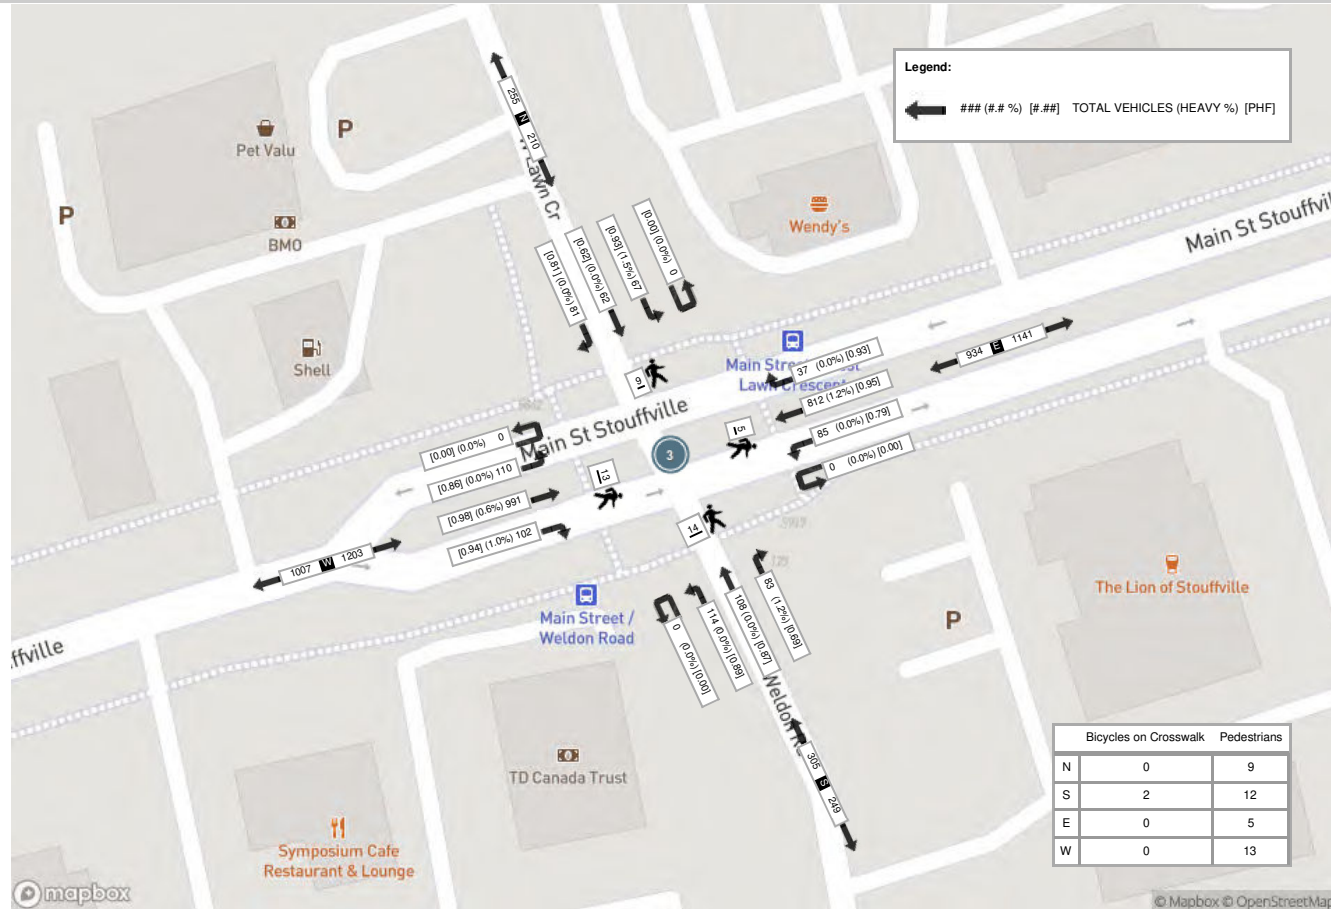 Legend:
### (#.# %) [#.##] TOTAL VEHICLES (HEAVY %) [PHF]
255 N 210
Lawn Cr
P
Pet Valu
P
BMO
Shell
Wendy's
Main St Stouffvil
[0.81] (0.0%) 81
[0.62] (0.0%) 62
[0.93] (1.5%) 67
[0.00] (0.0%) 0
934 E 1141
37 (0.0%) [0.93]
812 (1.2%) [0.95]
85 (0.0%) [0.79]
0 (0.0%) [0.00]
Lawn Crescent
9
5
13
14
3
Main St Stouffville
[0.00] (0.0%) 0
[0.86] (0.0%) 110
[0.98] (0.6%) 991
[0.94] (1.0%) 102
1007 W 1203
ffville
Main Street /
Weldon Road
0 (0.0%) [0.00]
114 (0.0%) [0.89]
108 (0.0%) [0.87]
83 (1.2%) [0.69]
Weldon
305 S 249
The Lion of Stouffville
P
TD Canada Trust
Symposium Cafe
Restaurant & Lounge
Bicycles on Crosswalk Pedestrians
N 0 9
S 2 12
E 0 5
W 0 13
mapbox
© Mapbox © OpenStreetMap